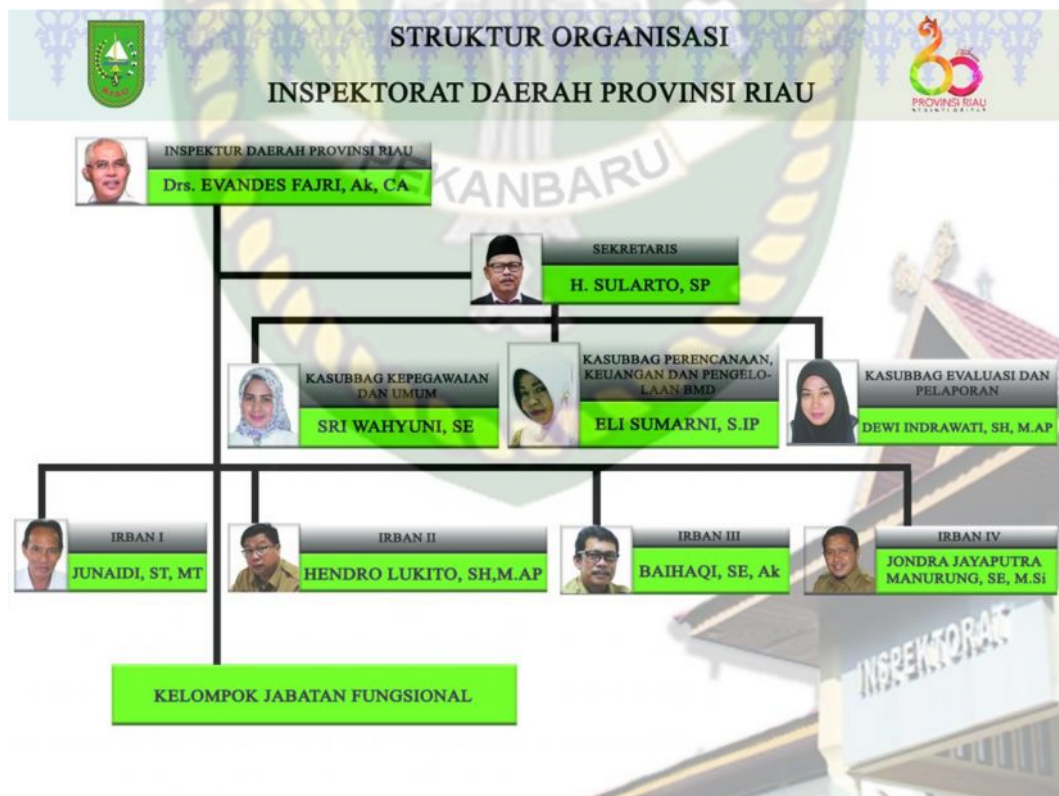 STRUKTUR ORGANISASI
INSPEKTORAT DAERAH PROVINSI RIAU
RIAU
PROVINSI RIAU
PEKANBARU
INSPEKTUR DAERAH PROVINSI RIAU
Drs. EVANDES FAJRI, Ak, CA
SEKRETARIS
H. SULARTO, SP
KASUBBAG KEPEGAWAIAN
DAN UMUM
SRI WAHYUNI, SE
KASUBBAG PERENCANAAN,
KEUANGAN DAN PENGELO-
LAAN BMD
ELI SUMARNI, S.IP
KASUBBAG EVALUASI DAN
PELAPORAN
DEWI INDRAWATI, SH, M.AP
IRBAN I
JUNAIDI, ST, MT
IRBAN II
HENDRO LUKITO, SH,M.AP
IRBAN III
BAIHAQI, SE, Ak
IRBAN IV
JONDRA JAYAPUTRA
MANURUNG, SE, M.Si
KELOMPOK JABATAN FUNGSIONAL
INSPEKTORAT